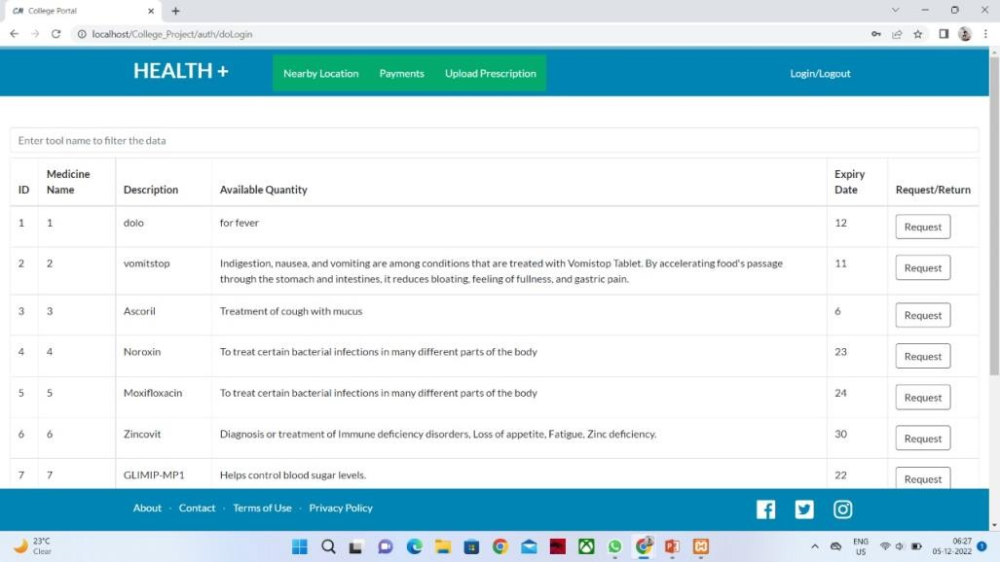 CM College Portal
localhost/College_Project/auth/doLogin
HEALTH +
Nearby Location Payments Upload Prescription
Login/Logout
Enter tool name to filter the data
ID Medicine Name Description Available Quantity Expiry Date Request/Return
1 1 dolo for fever 12 Request
2 2 vomitstop Indigestion, nausea, and vomiting are among conditions that are treated with Vomistop Tablet. By accelerating food's passage
through the stomach and intestines, it reduces bloating, feeling of fullness, and gastric pain. 11 Request
3 3 Ascoril Treatment of cough with mucus 6 Request
4 4 Noroxin To treat certain bacterial infections in many different parts of the body 23 Request
5 5 Moxifloxacin To treat certain bacterial infections in many different parts of the body 24 Request
6 6 Zincovit Diagnosis or treatment of Immune deficiency disorders, Loss of appetite, Fatigue, Zinc deficiency. 30 Request
7 7 GLIMIP-MP1 Helps control blood sugar levels. 22 Request
About · Contact · Terms of Use · Privacy Policy
23°C
Clear
ENG
US
06:27
05-12-2022
1